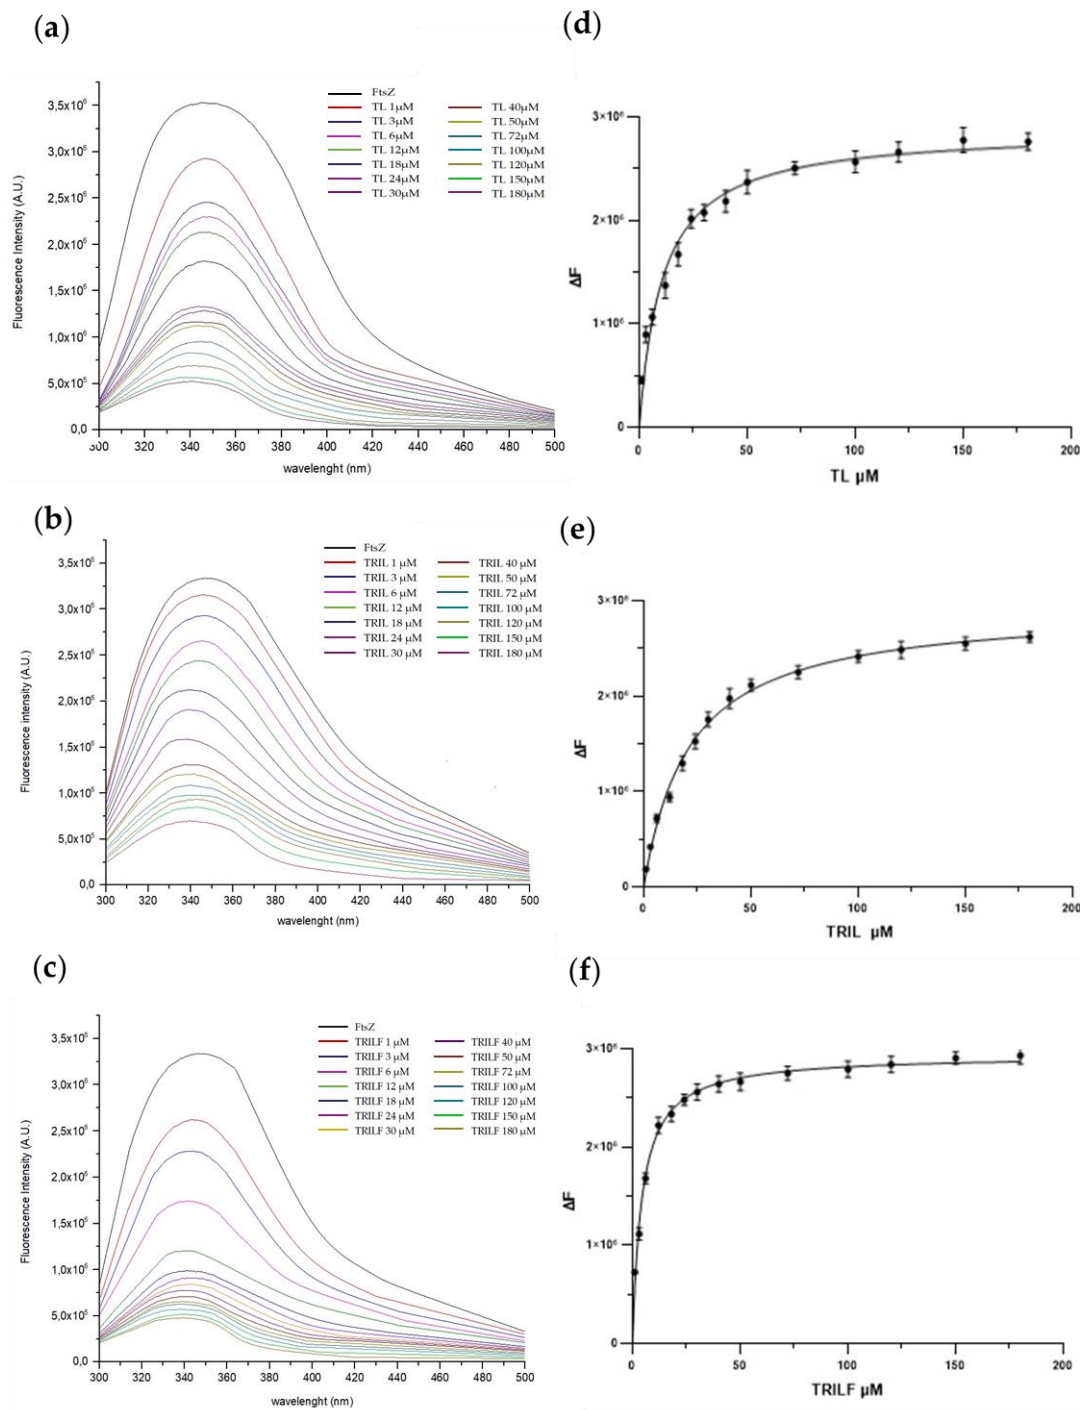 (a)
Fluorescence Intensity (A.U.)
3,5x10⁶
3,0x10⁶
2,5x10⁶
2,0x10⁶
1,5x10⁶
1,0x10⁶
5,0x10⁵
0,0
300 320 340 360 380 400 420 440 460 480 500
wavelenght (nm)
FtsZ
TL 1µM TL 40µM
TL 3µM TL 50µM
TL 6µM TL 72µM
TL 12µM TL 100µM
TL 18µM TL 120µM
TL 24µM TL 150µM
TL 30µM TL 180µM
(d)
ΔF
3×10⁶
2×10⁶
1×10⁶
0
0 50 100 150 200
TL µM
(b)
Fluorescence intensity (A.U.)
3,5x10⁶
3,0x10⁶
2,5x10⁶
2,0x10⁶
1,5x10⁶
1,0x10⁶
5,0x10⁵
0,0
300 320 340 360 380 400 420 440 460 480 500
wavelenght (nm)
FtsZ
TRIL 1 µM TRIL 40 µM
TRIL 3 µM TRIL 50 µM
TRIL 6 µM TRIL 72 µM
TRIL 12 µM TRIL 100 µM
TRIL 18 µM TRIL 120 µM
TRIL 24 µM TRIL 150 µM
TRIL 30 µM TRIL 180 µM
(e)
ΔF
3×10⁶
2×10⁶
1×10⁶
0
0 50 100 150 200
TRIL µM
(c)
Fluorescence Intensity (A.U.)
3,5x10⁶
3,0x10⁶
2,5x10⁶
2,0x10⁶
1,5x10⁶
1,0x10⁶
5,0x10⁵
0,0
300 320 340 360 380 400 420 440 460 480 500
wavelenght (nm)
FtsZ
TRILF 1 µM TRILF 40 µM
TRILF 3 µM TRILF 50 µM
TRILF 6 µM TRILF 72 µM
TRILF 12 µM TRILF 100 µM
TRILF 18 µM TRILF 120 µM
TRILF 24 µM TRILF 150 µM
TRILF 30 µM TRILF 180 µM
(f)
ΔF
3×10⁶
2×10⁶
1×10⁶
0
0 50 100 150 200
TRILF µM